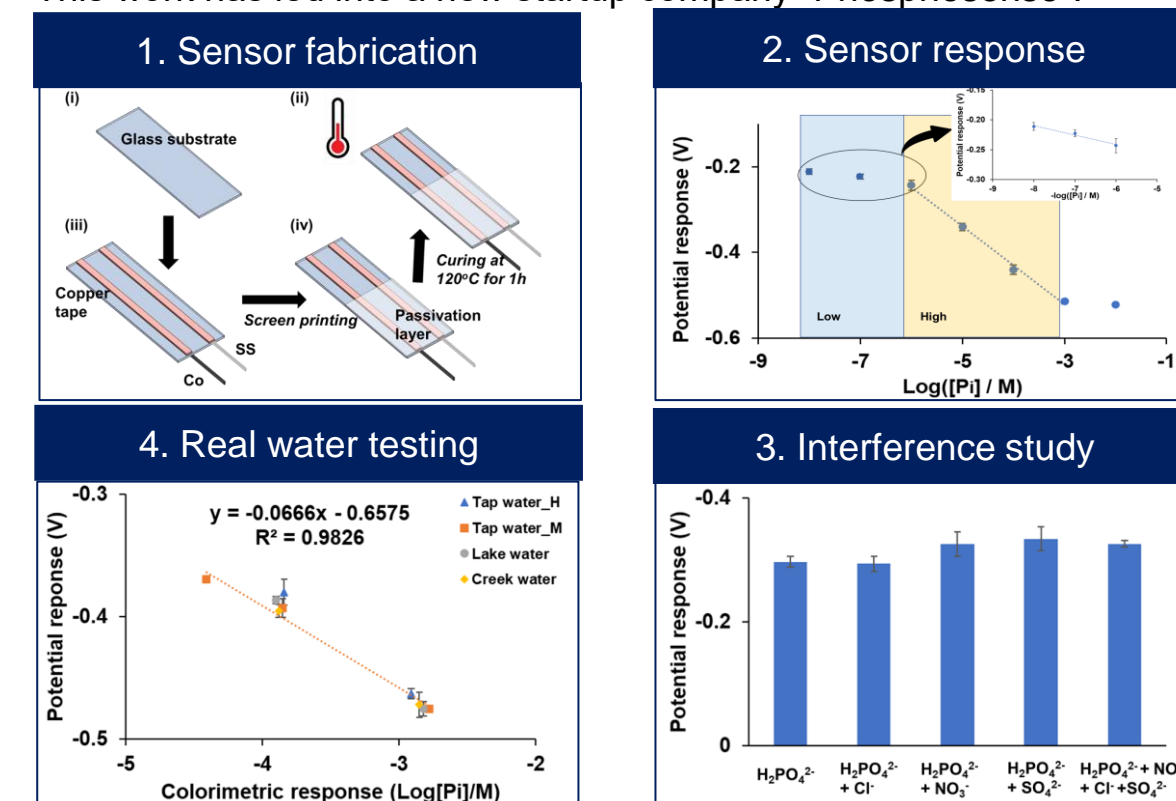 1. Sensor fabrication
(i)
Glass substrate
(ii)
(iii)
Copper
tape
SS
Co
Screen printing
(iv)
Passivation
layer
Curing at
120°C for 1h
2. Sensor response
Potential response (V)
-0.2
-0.4
-0.6
-9
-7
-5
-3
-1
Log([Pi] / M)
Low
High
Potential response (V)
-0.15
-0.20
-0.25
-0.30
-9
-8
-7
-6
-5
-log([Pi] / M)
4. Real water testing
Potential reponse (V)
-0.3
-0.4
-0.5
-5
-4
-3
-2
Colorimetric response (Log[Pi]/M)
y = -0.0666x - 0.6575
R² = 0.9826
Tap water_H
Tap water_M
Lake water
Creek water
3. Interference study
Potential response (V)
-0.4
-0.2
0
H₂PO₄²⁻
H₂PO₄²⁻
+ Cl⁻
H₂PO₄²⁻
+ NO₃⁻
H₂PO₄²⁻
+ SO₄²⁻
H₂PO₄²⁻ + NO
+ Cl⁻ +SO₄²⁻